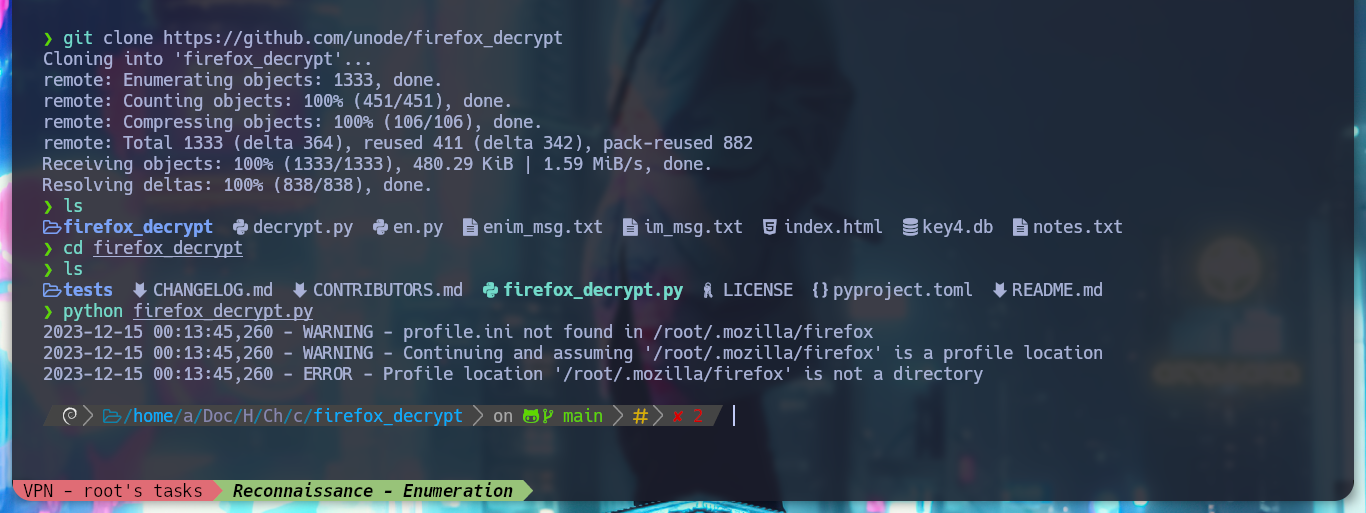 ❯ git clone https://github.com/unode/firefox_decrypt
Cloning into 'firefox_decrypt'...
remote: Enumerating objects: 1333, done.
remote: Counting objects: 100% (451/451), done.
remote: Compressing objects: 100% (106/106), done.
remote: Total 1333 (delta 364), reused 411 (delta 342), pack-reused 882
Receiving objects: 100% (1333/1333), 480.29 KiB | 1.59 MiB/s, done.
Resolving deltas: 100% (838/838), done.
❯ ls
firefox_decrypt decrypt.py en.py enim_msg.txt im_msg.txt index.html key4.db notes.txt
❯ cd firefox_decrypt
❯ ls
tests CHANGELOG.md CONTRIBUTORS.md firefox_decrypt.py LICENSE pyproject.toml README.md
❯ python firefox_decrypt.py
2023-12-15 00:13:45,260 - WARNING - profile.ini not found in /root/.mozilla/firefox
2023-12-15 00:13:45,260 - WARNING - Continuing and assuming '/root/.mozilla/firefox' is a profile location
2023-12-15 00:13:45,260 - ERROR - Profile location '/root/.mozilla/firefox' is not a directory
/home/a/Doc/H/Ch/c/firefox_decrypt on main # ✘ 2
VPN - root's tasks Reconnaissance - Enumeration